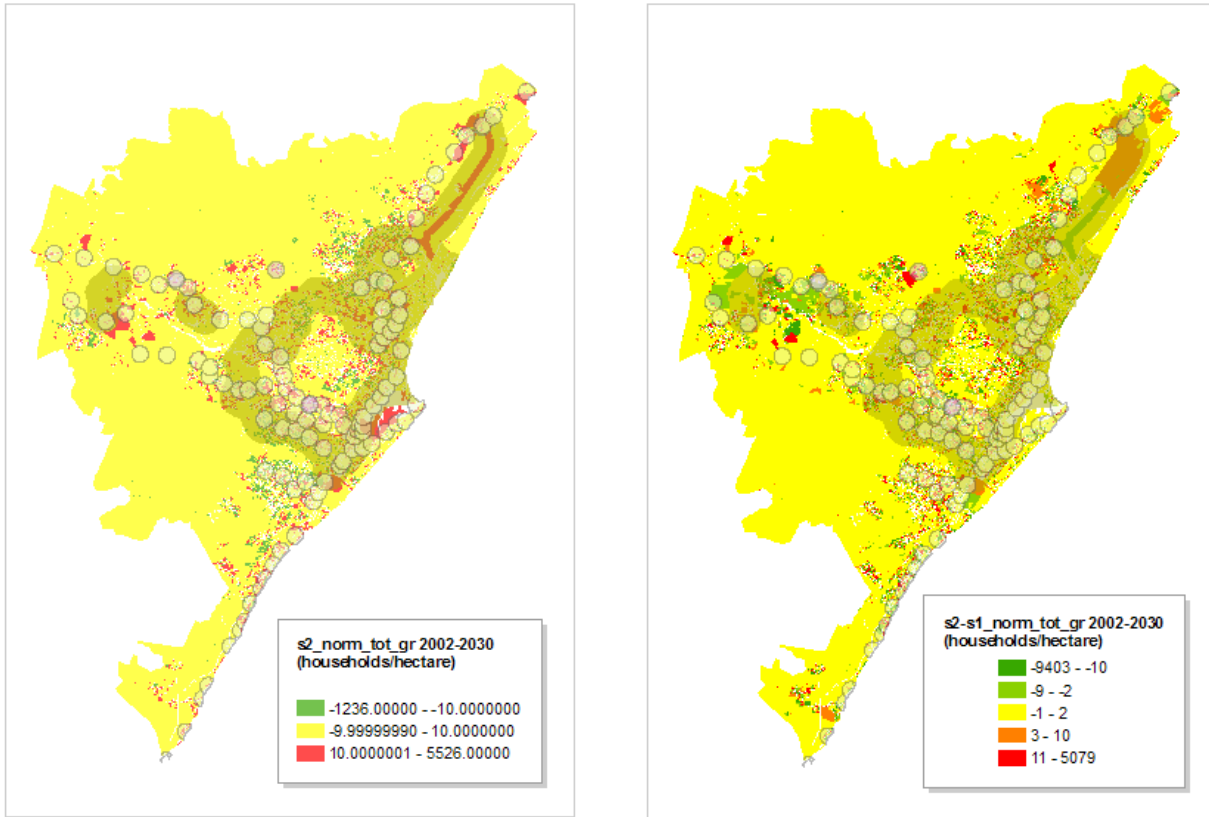 s2_norm_tot_gr 2002-2030
(households/hectare)
-1236.00000 - -10.0000000
-9.99999990 - 10.0000000
10.0000001 - 5526.00000
s2-s1_norm_tot_gr 2002-2030
(households/hectare)
-9403 - -10
-9 - -2
-1 - 2
3 - 10
11 - 5079